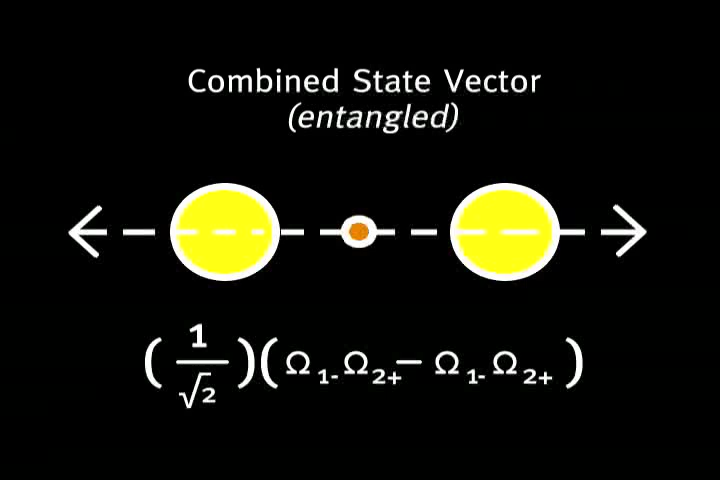 Combined State Vector
(entangled)
( 1/√2 )( Ω1- Ω2+ − Ω1- Ω2+ )